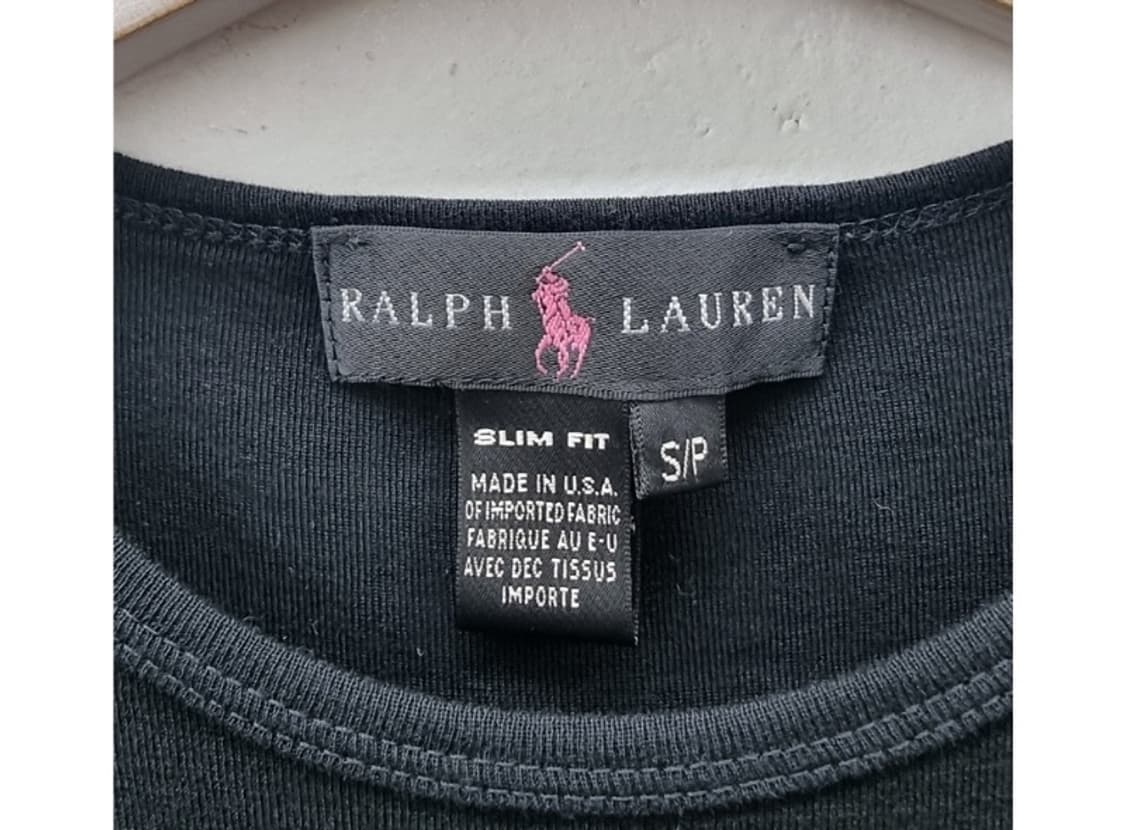 RALPH LAUREN
SLIM FIT
S/P
MADE IN U.S.A.
OF IMPORTED FABRIC
FABRIQUE AU E-U
AVEC DEC TISSUS
IMPORTE